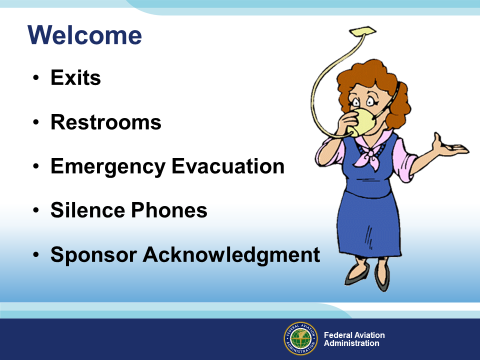 Welcome
• Exits
• Restrooms
• Emergency Evacuation
• Silence Phones
• Sponsor Acknowledgment
Federal Aviation
Administration